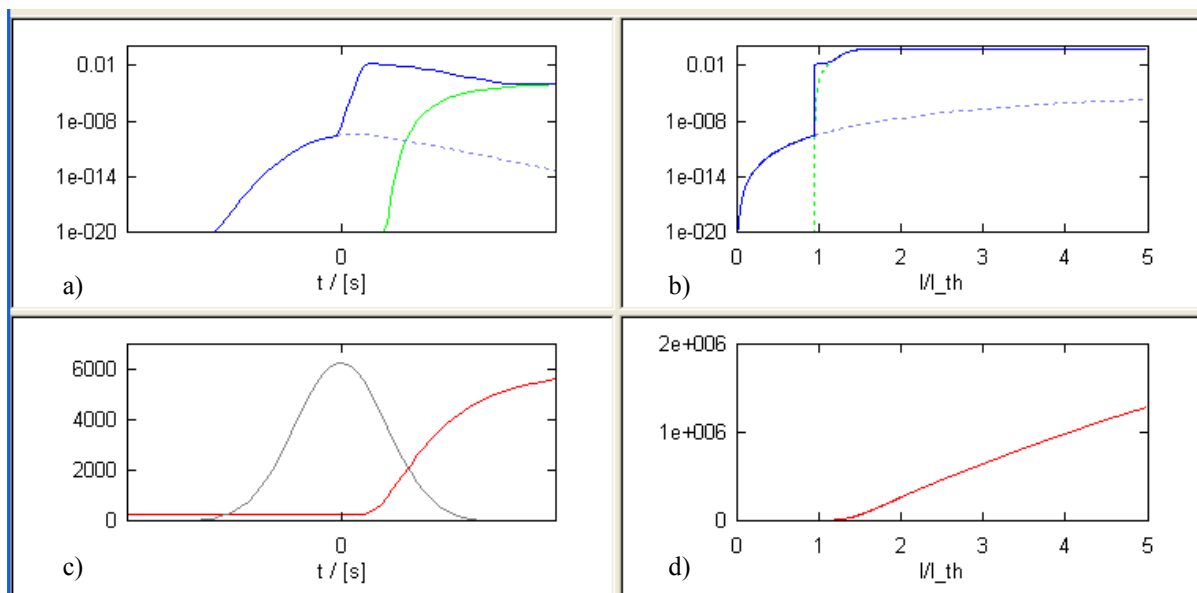 0.01
1e-008
1e-014
1e-020
0
t / [s]
a)
0.01
1e-008
1e-014
1e-020
0 1 2 3 4 5
I/I_th
b)
6000
4000
2000
0
0
t / [s]
c)
2e+006
1e+006
0
0 1 2 3 4 5
I/I_th
d)